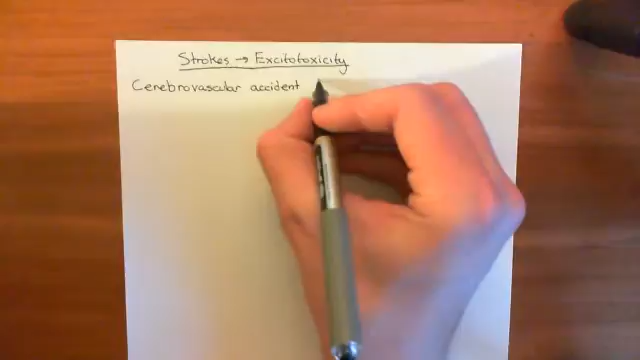 Strokes → Excitotoxicity
Cerebrovascular accident